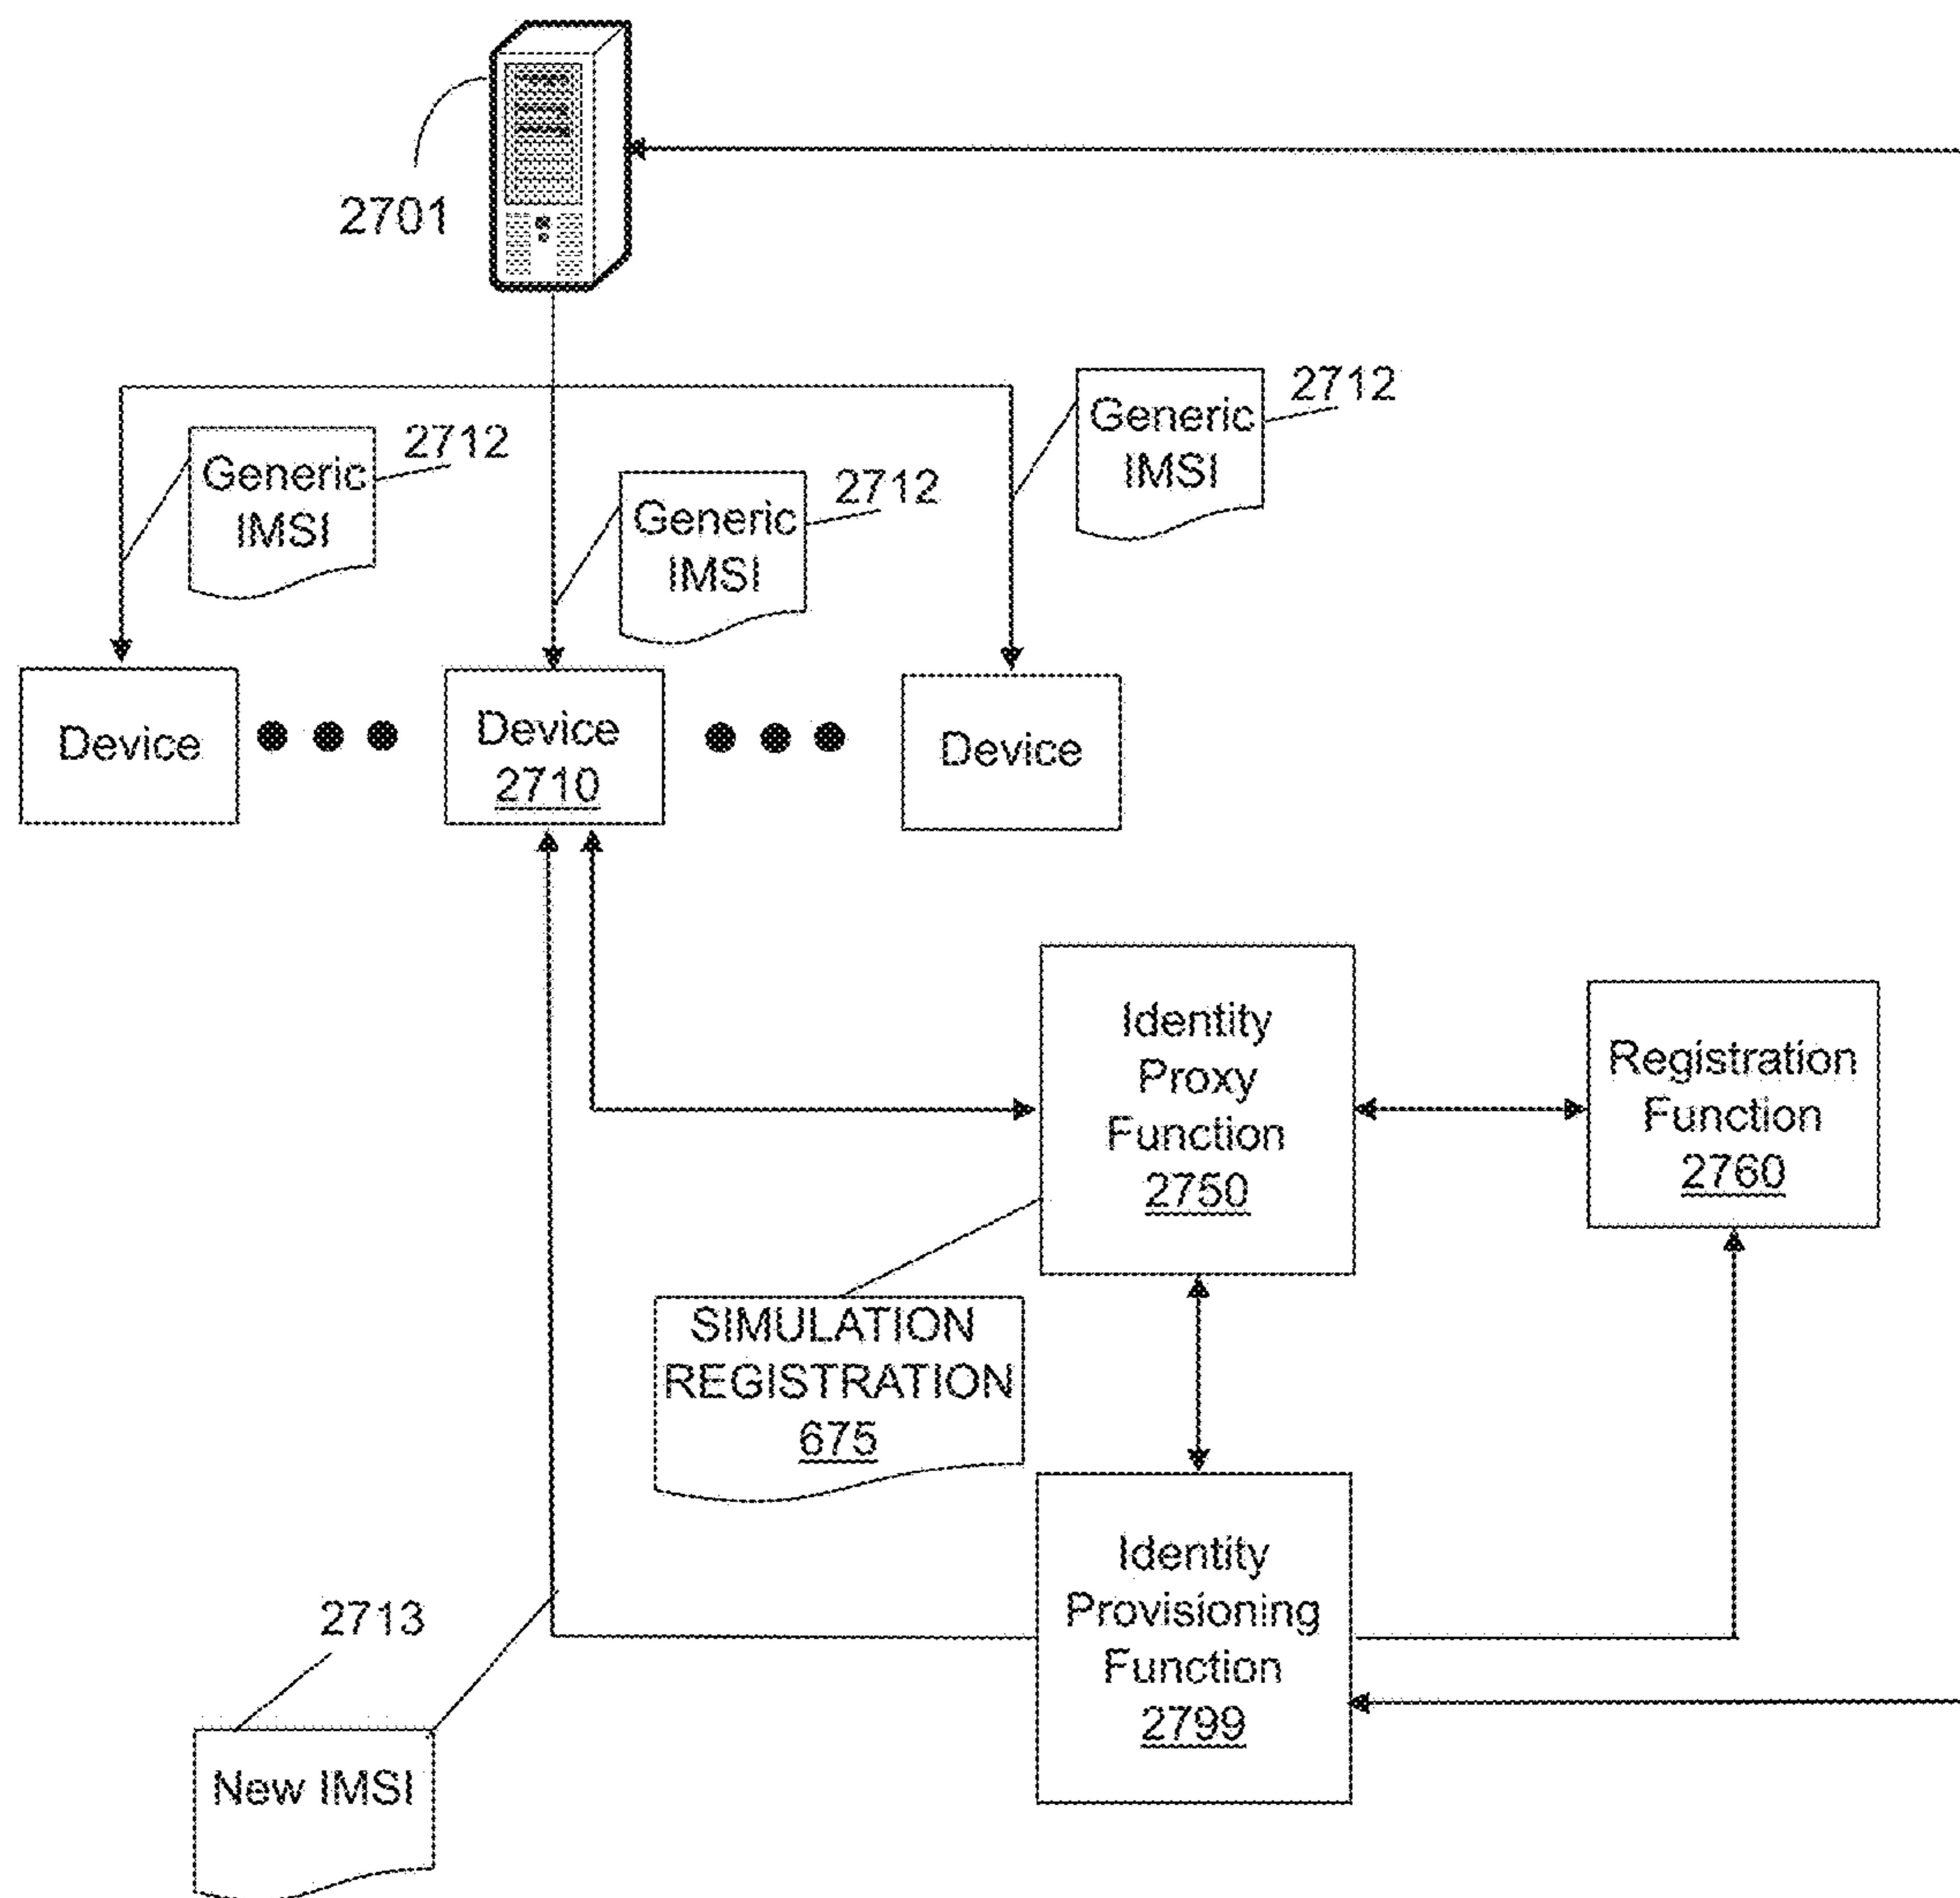 2701
Generic
IMSI
2712
Generic
IMSI
2712
Generic
IMSI
2712
Device
Device
2710
Device
Identity
Proxy
Function
2750
Registration
Function
2760
SIMULATION
REGISTRATION
675
Identity
Provisioning
Function
2799
2713
New IMSI